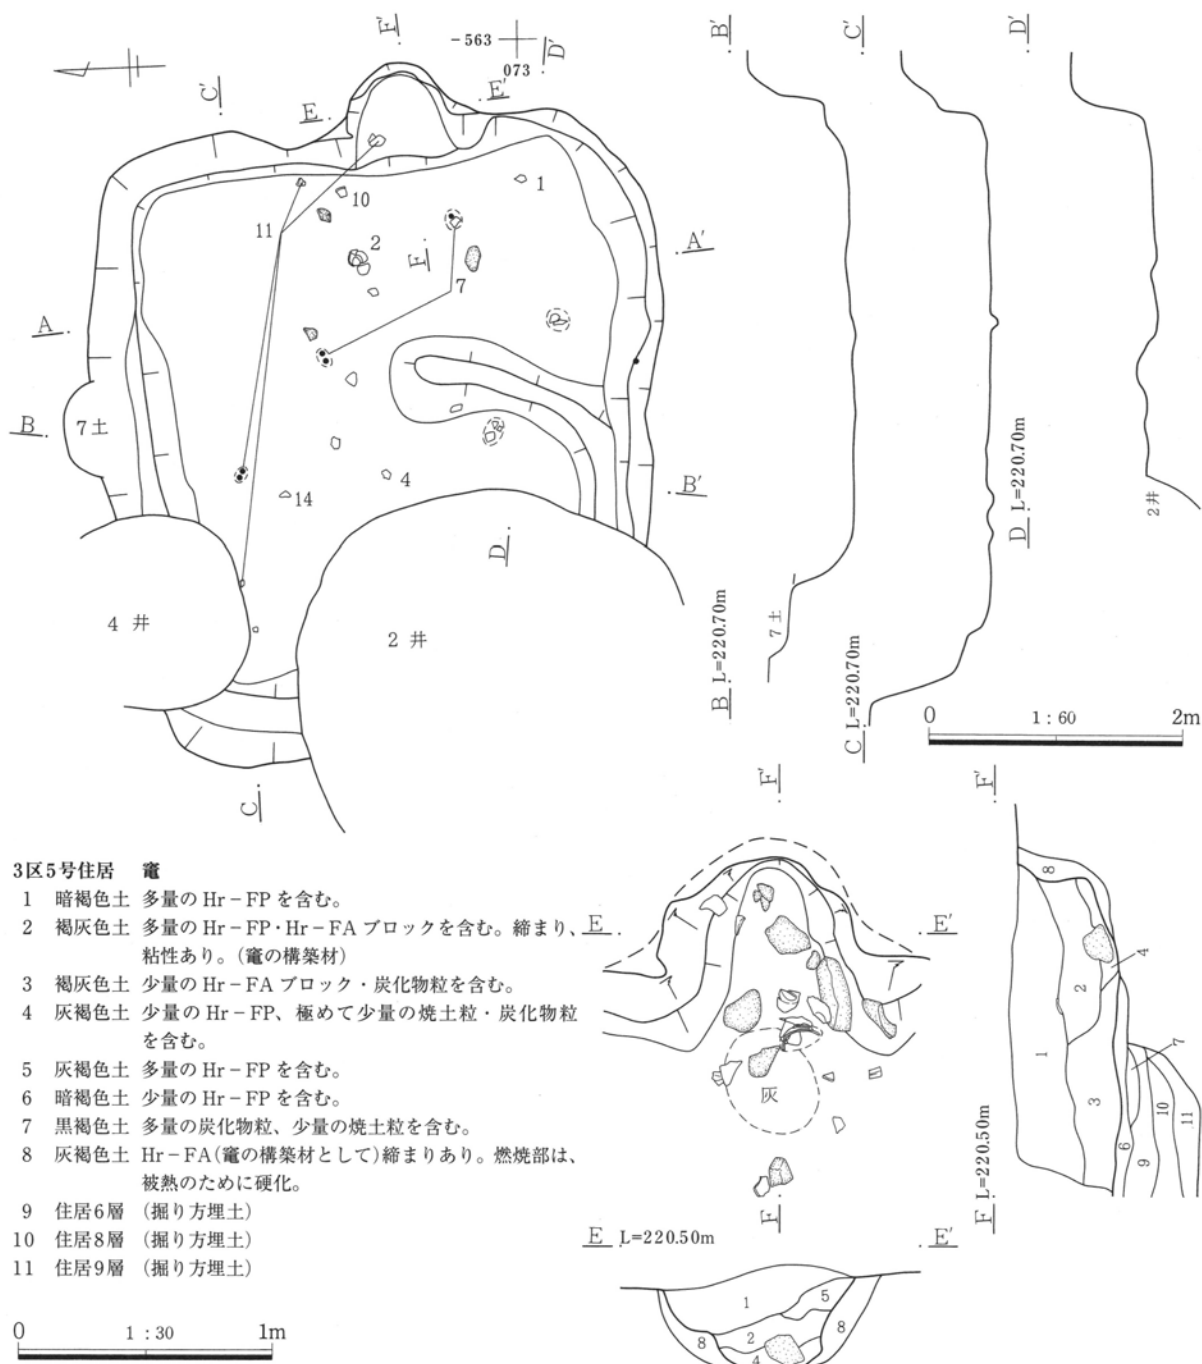 E'
-563
073
D'
C'
E
E'
1
10
11
2
E
7
A'
A
B
7土
4
14
B'
D
4 井
2 井
C
B'
C'
D'
7土
B L=220.70m
C L=220.70m
D L=220.70m
2井
0
1 : 60
2m
3区5号住居 竈
1 暗褐色土 多量の Hr－FP を含む。
2 褐灰色土 多量の Hr－FP・Hr－FA ブロックを含む。締まり、
粘性あり。(竈の構築材)
3 褐灰色土 少量の Hr－FA ブロック・炭化物粒を含む。
4 灰褐色土 少量の Hr－FP、極めて少量の焼土粒・炭化物粒
を含む。
5 灰褐色土 多量の Hr－FP を含む。
6 暗褐色土 少量の Hr－FP を含む。
7 黒褐色土 多量の炭化物粒、少量の焼土粒を含む。
8 灰褐色土 Hr－FA(竈の構築材として)締まりあり。燃焼部は、
被熱のために硬化。
9 住居6層 (掘り方埋土)
10 住居8層 (掘り方埋土)
11 住居9層 (掘り方埋土)
0
1 : 30
1m
F'
E
E'
灰
F
F'
8
4
2
1
7
3
10
11
6
9
F L=220.50m
E L=220.50m
E'
1
5
8
2
8
4